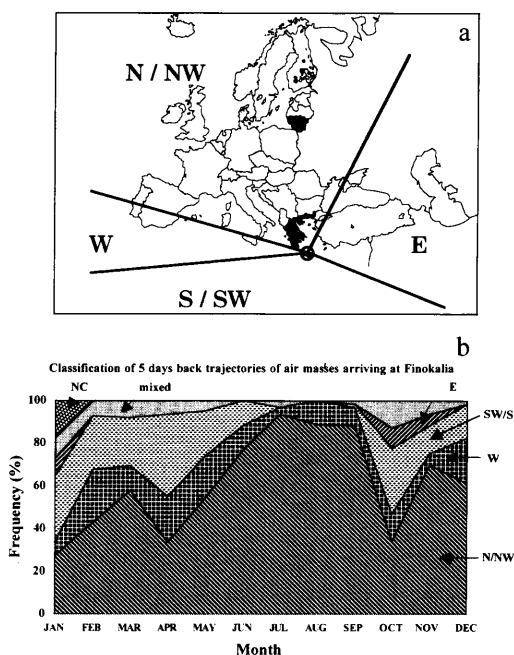 a
N / NW
W
E
S / SW
b
Classification of 5 days back trajectories of air masses arriving at Finokalia
NC
mixed
E
SW/S
W
N/NW
Frequency (%)
100
80
60
40
20
0
JAN FEB MAR APR MAY JUN JUL AUG SEP OCT NOV DEC
Month